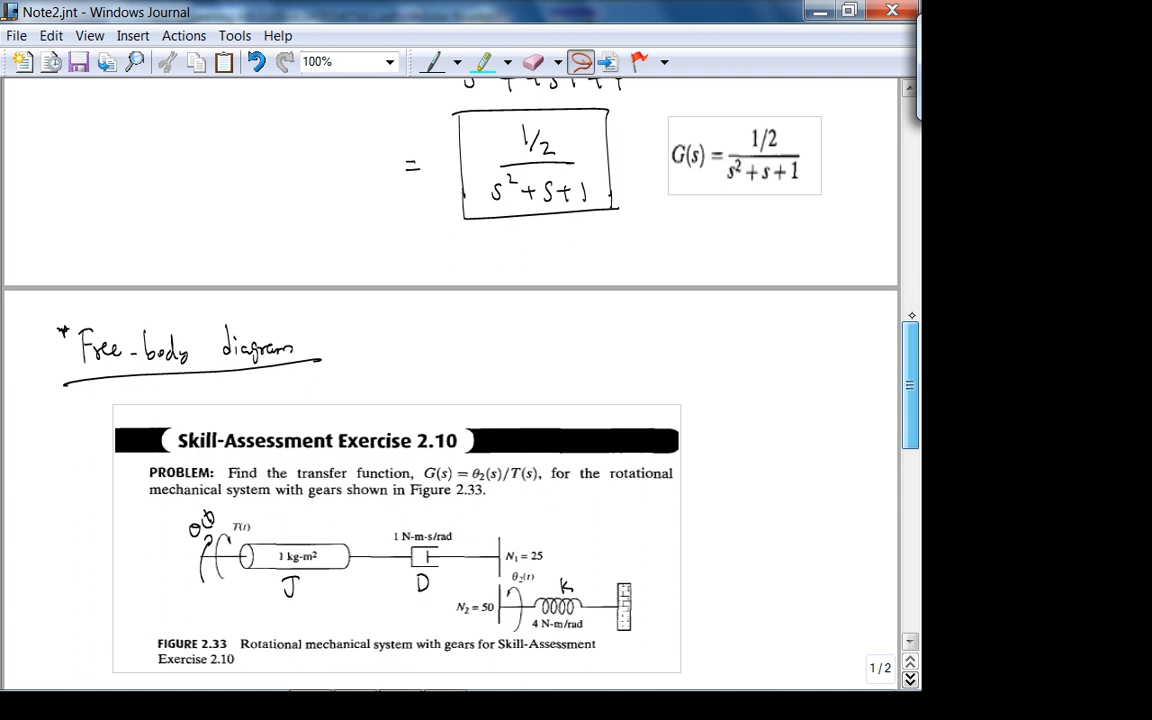 Note2.jnt - Windows Journal
File Edit View Insert Actions Tools Help
100%
= 1/2
s² + s + 1
G(s) = 1/2
s² + s + 1
* Free-body diagram
Skill-Assessment Exercise 2.10
PROBLEM: Find the transfer function, G(s) = θ₂(s)/T(s), for the rotational
mechanical system with gears shown in Figure 2.33.
T(t)
1 kg-m²
J
1 N-m-s/rad
D
N₁ = 25
θ₂(t)
K
N₂ = 50
4 N-m/rad
FIGURE 2.33 Rotational mechanical system with gears for Skill-Assessment
Exercise 2.10
1/2